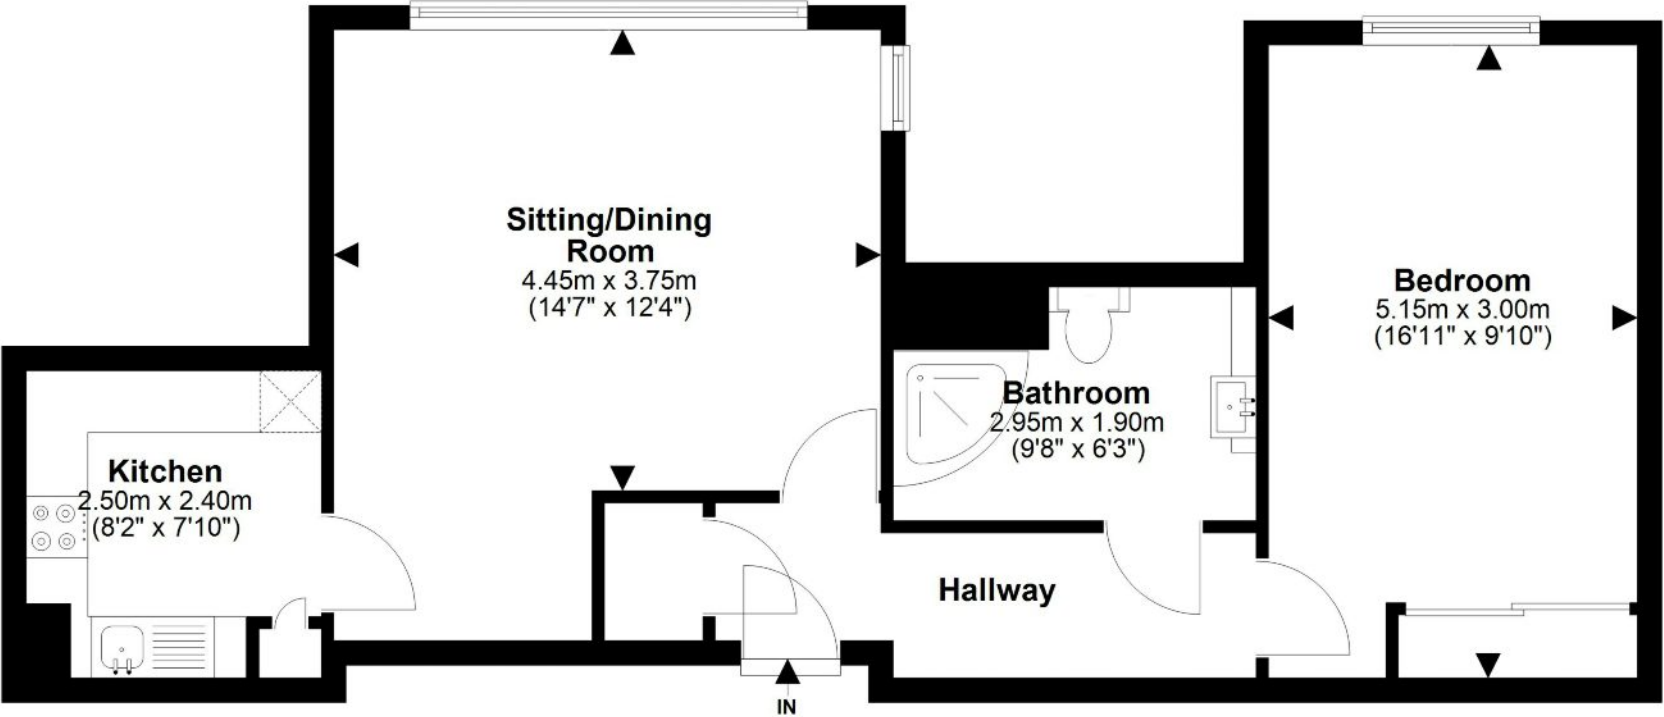 Sitting/Dining
Room
4.45m x 3.75m
(14'7" x 12'4")
Bedroom
5.15m x 3.00m
(16'11" x 9'10")
Bathroom
2.95m x 1.90m
(9'8" x 6'3")
Kitchen
2.50m x 2.40m
(8'2" x 7'10")
Hallway
IN